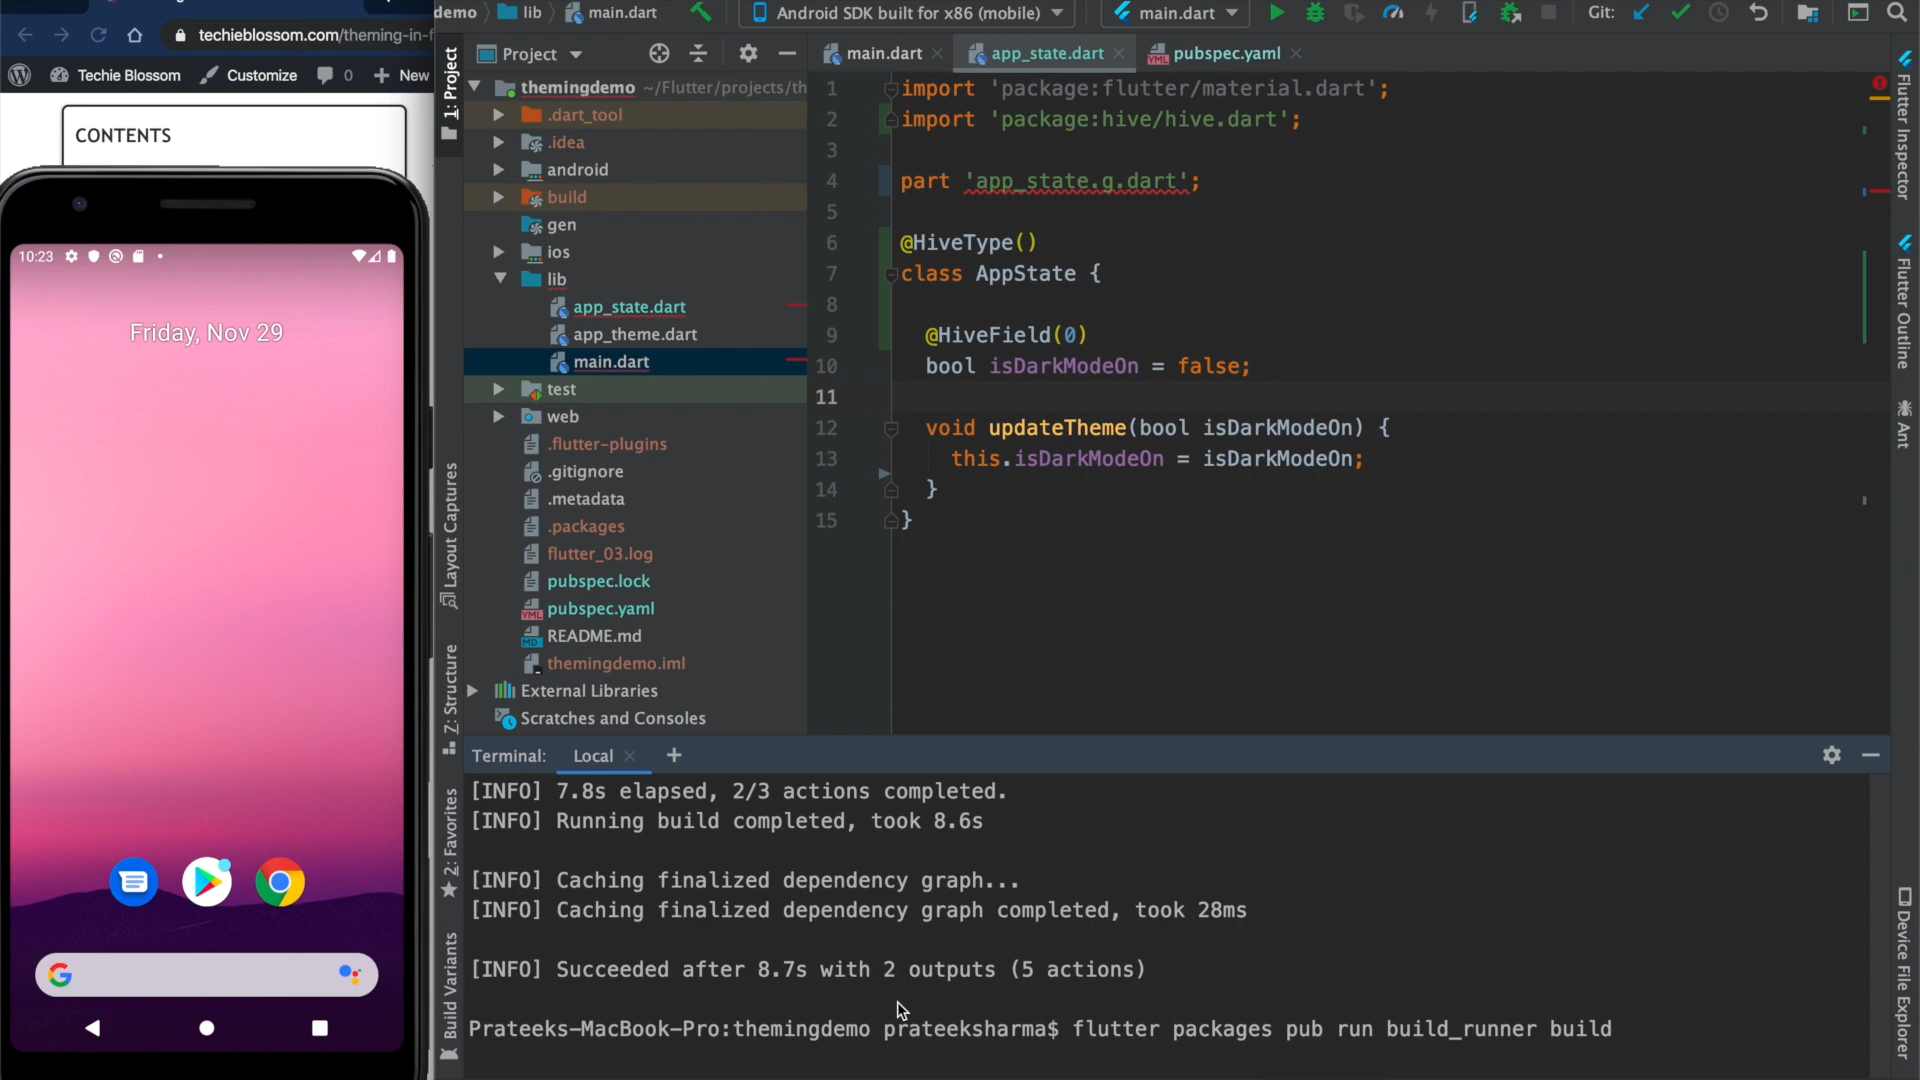 techieblossom.com/theming-in-f
Techie Blossom
Customize
0
New
CONTENTS
10:23
Friday, Nov 29
demo
lib
main.dart
Android SDK built for x86 (mobile)
main.dart
Git:
1: Project
Layout Captures
Z: Structure
2: Favorites
Build Variants
Project
themingdemo ~/Flutter/projects/th
.dart_tool
.idea
android
build
gen
ios
lib
app_state.dart
app_theme.dart
main.dart
test
web
.flutter-plugins
.gitignore
.metadata
.packages
flutter_03.log
pubspec.lock
pubspec.yaml
README.md
themingdemo.iml
External Libraries
Scratches and Consoles
main.dart
app_state.dart
pubspec.yaml
1 import 'package:flutter/material.dart';
2 import 'package:hive/hive.dart';
3
4 part 'app_state.g.dart';
5
6 @HiveType()
7 class AppState {
8
9 @HiveField(0)
10 bool isDarkModeOn = false;
11
12 void updateTheme(bool isDarkModeOn) {
13 this.isDarkModeOn = isDarkModeOn;
14 }
15 }
Flutter Inspector
Flutter Outline
Ant
Device File Explorer
Terminal:
Local
[INFO] 7.8s elapsed, 2/3 actions completed.
[INFO] Running build completed, took 8.6s
[INFO] Caching finalized dependency graph...
[INFO] Caching finalized dependency graph completed, took 28ms
[INFO] Succeeded after 8.7s with 2 outputs (5 actions)
Prateeks-MacBook-Pro:themingdemo prateeksharma$ flutter packages pub run build_runner build